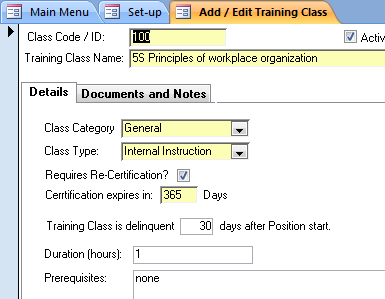 Main Menu Set-up Add / Edit Training Class
Class Code / ID: 100 Activ
Training Class Name: 5S Principles of workplace organization
Details Documents and Notes
Class Category General
Class Type: Internal Instruction
Requires Re-Certification?
Cerrtification expires in: 365 Days
Training Class is delinquent 30 days after Position start.
Duration (hours): 1
Prerequisites: none